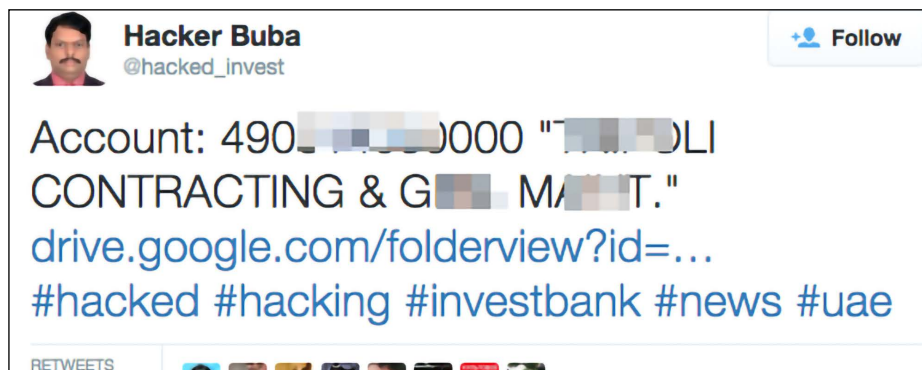 Hacker Buba
@hacked_invest
Follow
Account:
CONTRACTING &
drive.google.com/folderview?id=...
#hacked #hacking #investbank #news #uae
RETWEETS